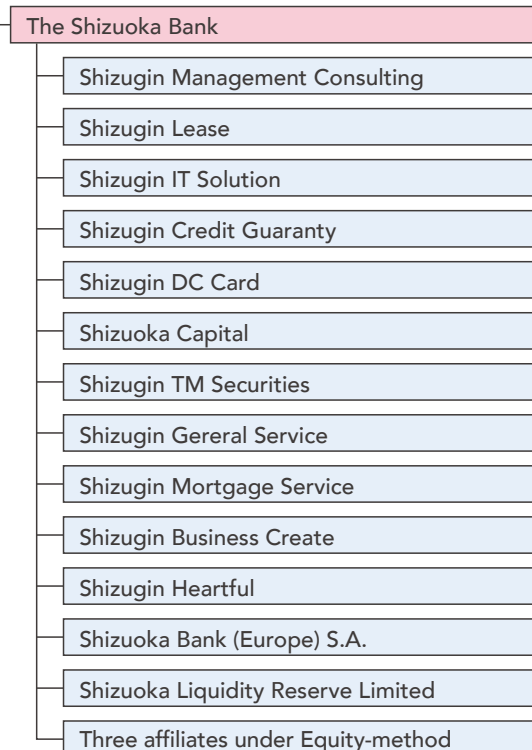 The Shizuoka Bank
Shizugin Management Consulting
Shizugin Lease
Shizugin IT Solution
Shizugin Credit Guaranty
Shizugin DC Card
Shizuoka Capital
Shizugin TM Securities
Shizugin Gereral Service
Shizugin Mortgage Service
Shizugin Business Create
Shizugin Heartful
Shizuoka Bank (Europe) S.A.
Shizuoka Liquidity Reserve Limited
Three affiliates under Equity-method